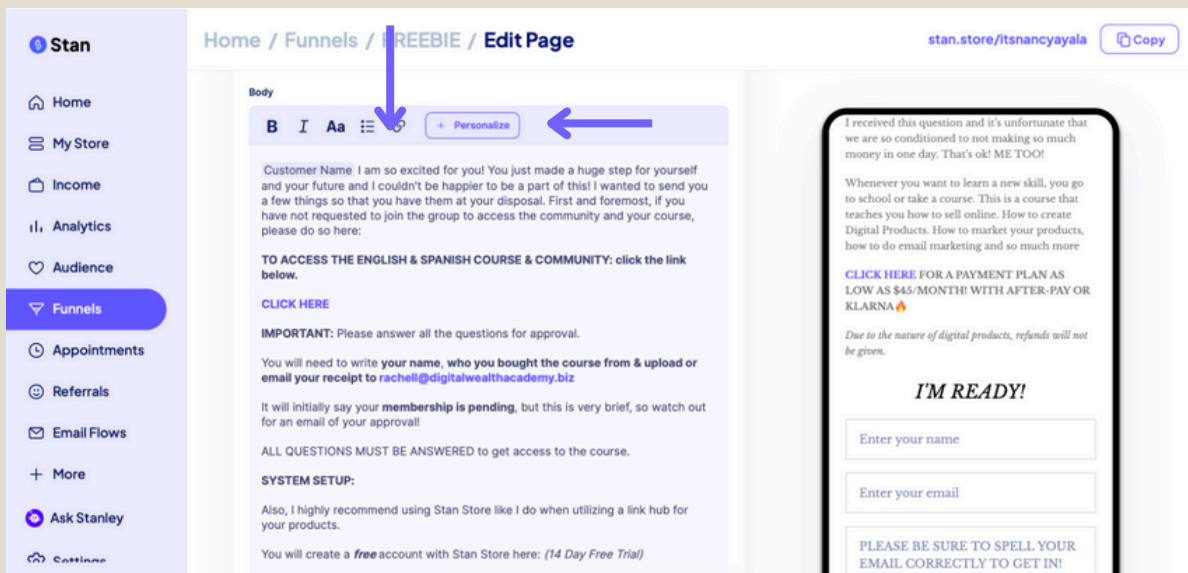 Stan
Home / Funnels / FREEBIE / Edit Page
stan.store/itsnancyayala
Copy
Home
My Store
Income
Analytics
Audience
Funnels
Appointments
Referrals
Email Flows
More
Ask Stanley
Settings
Body
B I Aa
+ Personalize
Customer Name I am so excited for you! You just made a huge step for yourself
and your future and I couldn't be happier to be a part of this! I wanted to send you
a few things so that you have them at your disposal. First and foremost, if you
have not requested to join the group to access the community and your course,
please do so here:
TO ACCESS THE ENGLISH & SPANISH COURSE & COMMUNITY: click the link
below.
CLICK HERE
IMPORTANT: Please answer all the questions for approval.
You will need to write your name, who you bought the course from & upload or
email your receipt to rachell@digitalwealthacademy.biz
It will initially say your membership is pending, but this is very brief, so watch out
for an email of your approval!
ALL QUESTIONS MUST BE ANSWERED to get access to the course.
SYSTEM SETUP:
Also, I highly recommend using Stan Store like I do when utilizing a link hub for
your products.
You will create a free account with Stan Store here: (14 Day Free Trial)
I received this question and it's unfortunate that
we are so conditioned to not making so much
money in one day. That's ok! ME TOO!
Whenever you want to learn a new skill, you go
to school or take a course. This is a course that
teaches you how to sell online. How to create
Digital Products. How to market your products,
how to do email marketing and so much more
CLICK HERE FOR A PAYMENT PLAN AS
LOW AS $45/MONTH! WITH AFTER-PAY OR
KLARNA🔥
Due to the nature of digital products, refunds will not
be given.
I'M READY!
Enter your name
Enter your email
PLEASE BE SURE TO SPELL YOUR
EMAIL CORRECTLY TO GET IN!